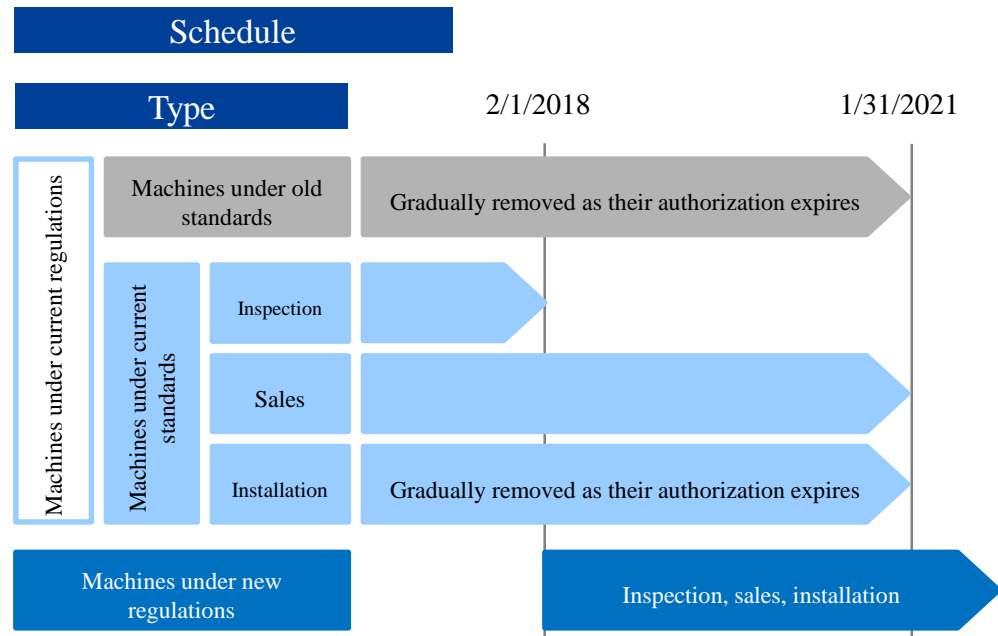 Schedule
Type
2/1/2018
1/31/2021
Machines under current regulations
Machines under old
standards
Gradually removed as their authorization expires
Machines under current
standards
Inspection
Sales
Installation
Gradually removed as their authorization expires
Machines under new
regulations
Inspection, sales, installation